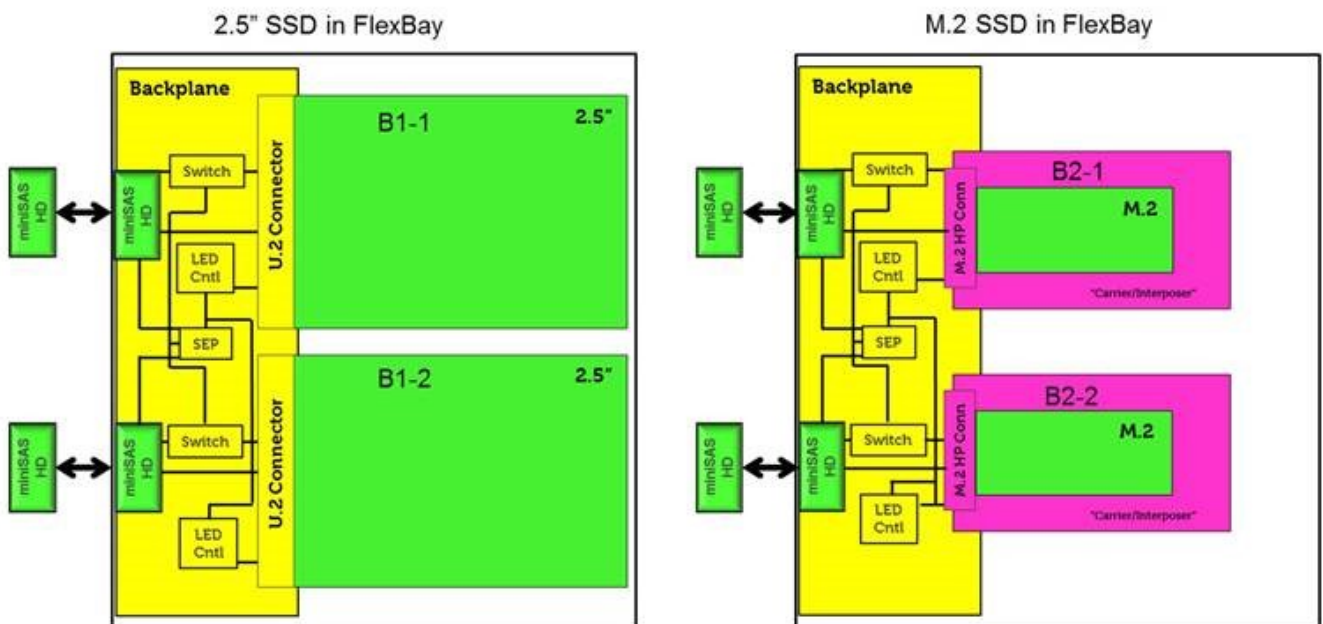 2.5” SSD in FlexBay
Backplane
B1-1
2.5”
Switch
miniSAS
HD
miniSAS
HD
U.2 Connector
LED
Cntl
SEP
B1-2
2.5”
Switch
miniSAS
HD
miniSAS
HD
U.2 Connector
LED
Cntl
M.2 SSD in FlexBay
Backplane
Switch
B2-1
M.2
miniSAS
HD
miniSAS
HD
M.2 HP Conn
LED
Cntl
"Carrier/Interposer"
SEP
B2-2
M.2
Switch
miniSAS
HD
miniSAS
HD
M.2 HP Conn
LED
Cntl
"Carrier/Interposer"